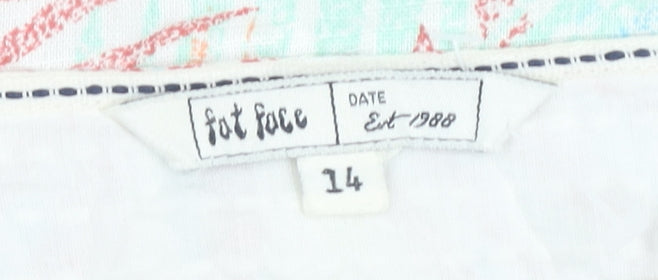 fat face
DATE
Est 1988
14